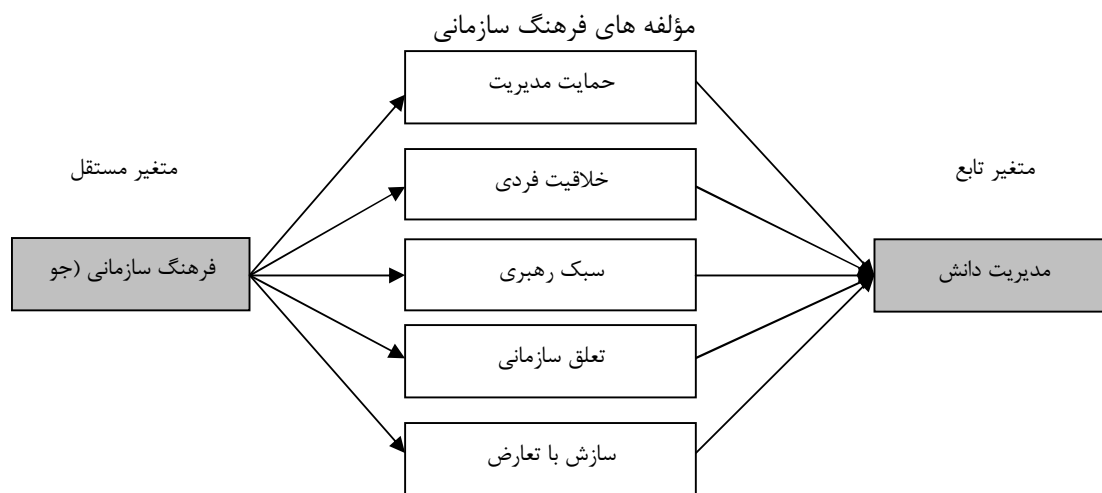 مؤلفه های فرهنگ سازمانی
حمایت مدیریت
متغیر تابع
خلاقیت فردی
متغیر مستقل
مدیریت دانش
سبک رهبری
فرهنگ سازمانی (جو
تعلق سازمانی
سازش با تعارض